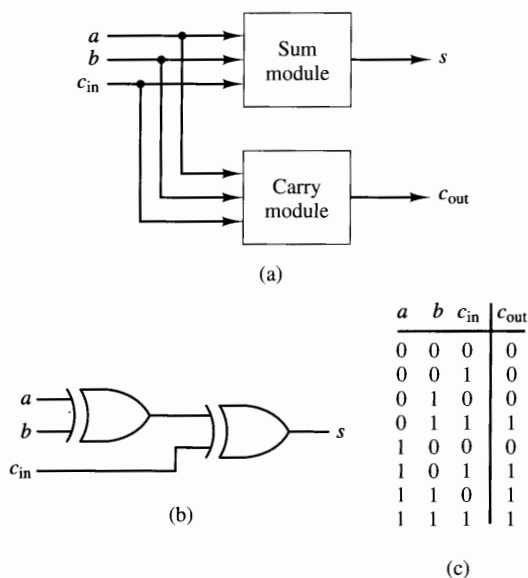 a
b
c_in
Sum
module
s
Carry
module
c_out
(a)
a
b
c_in
s
(b)
a b c_in c_out
0 0 0 0
0 0 1 0
0 1 0 0
0 1 1 1
1 0 0 0
1 0 1 1
1 1 0 1
1 1 1 1
(c)